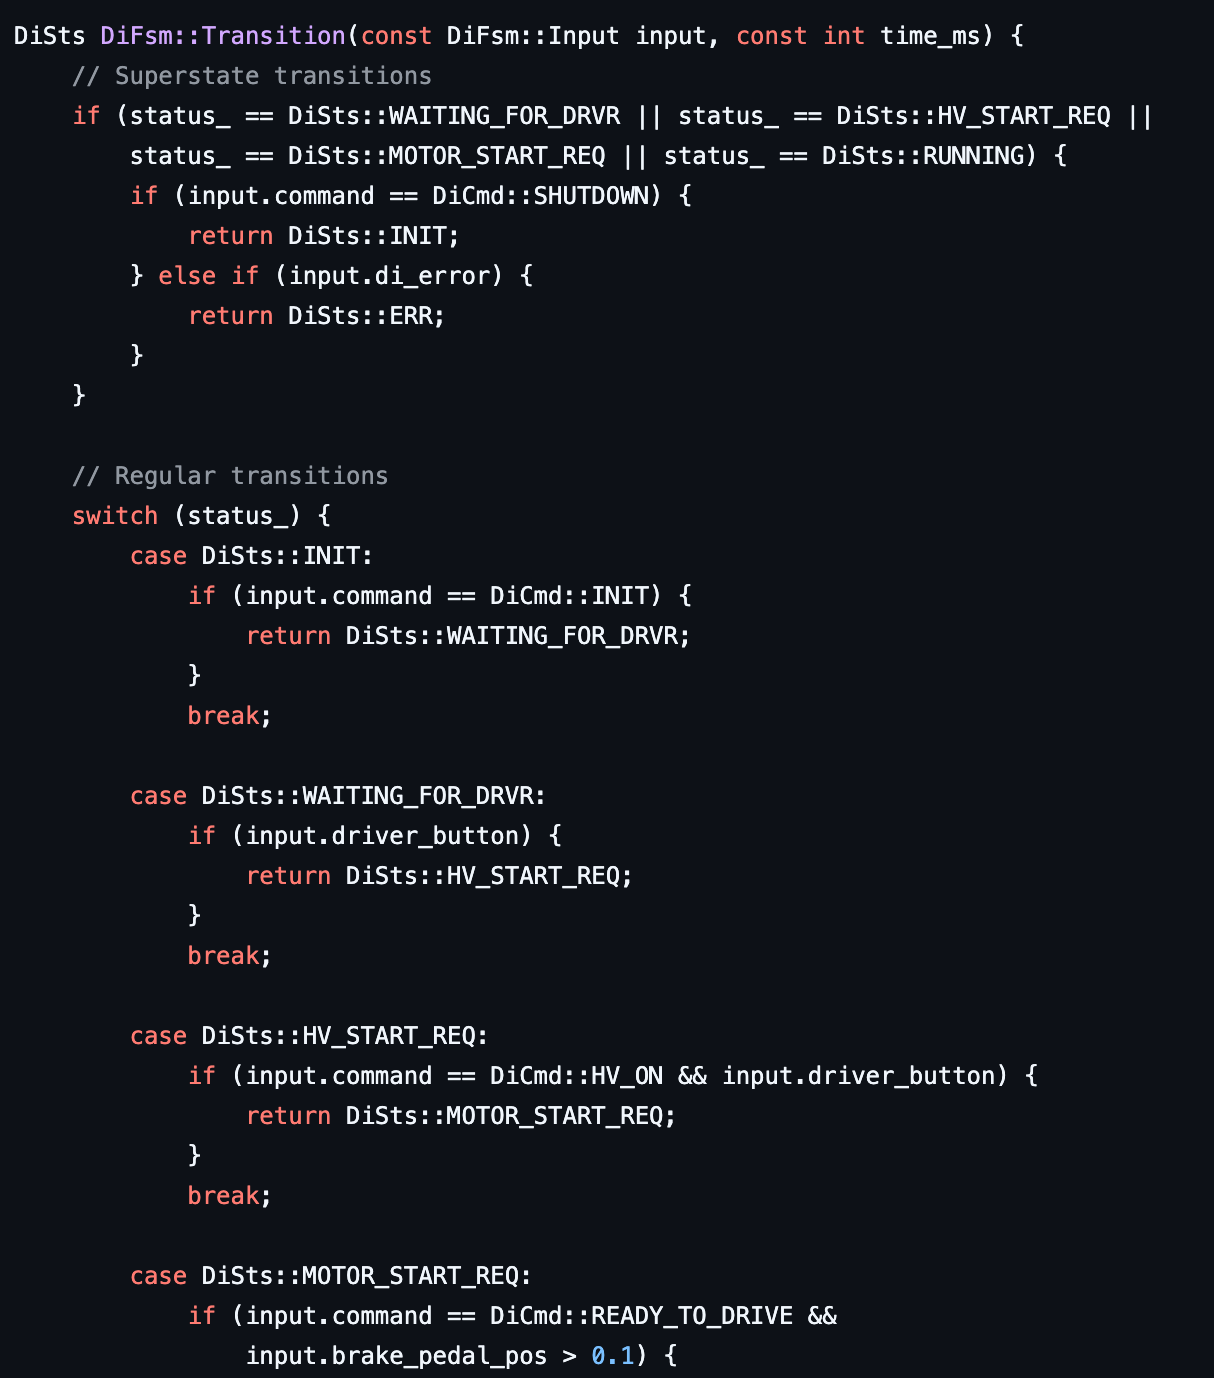 DiSts DiFsm::Transition(const DiFsm::Input input, const int time_ms) {
    // Superstate transitions
    if (status_ == DiSts::WAITING_FOR_DRVR || status_ == DiSts::HV_START_REQ ||
        status_ == DiSts::MOTOR_START_REQ || status_ == DiSts::RUNNING) {
        if (input.command == DiCmd::SHUTDOWN) {
            return DiSts::INIT;
        } else if (input.di_error) {
            return DiSts::ERR;
        }
    }

    // Regular transitions
    switch (status_) {
        case DiSts::INIT:
            if (input.command == DiCmd::INIT) {
                return DiSts::WAITING_FOR_DRVR;
            }
            break;

        case DiSts::WAITING_FOR_DRVR:
            if (input.driver_button) {
                return DiSts::HV_START_REQ;
            }
            break;

        case DiSts::HV_START_REQ:
            if (input.command == DiCmd::HV_ON && input.driver_button) {
                return DiSts::MOTOR_START_REQ;
            }
            break;

        case DiSts::MOTOR_START_REQ:
            if (input.command == DiCmd::READY_TO_DRIVE &&
                input.brake_pedal_pos > 0.1) {